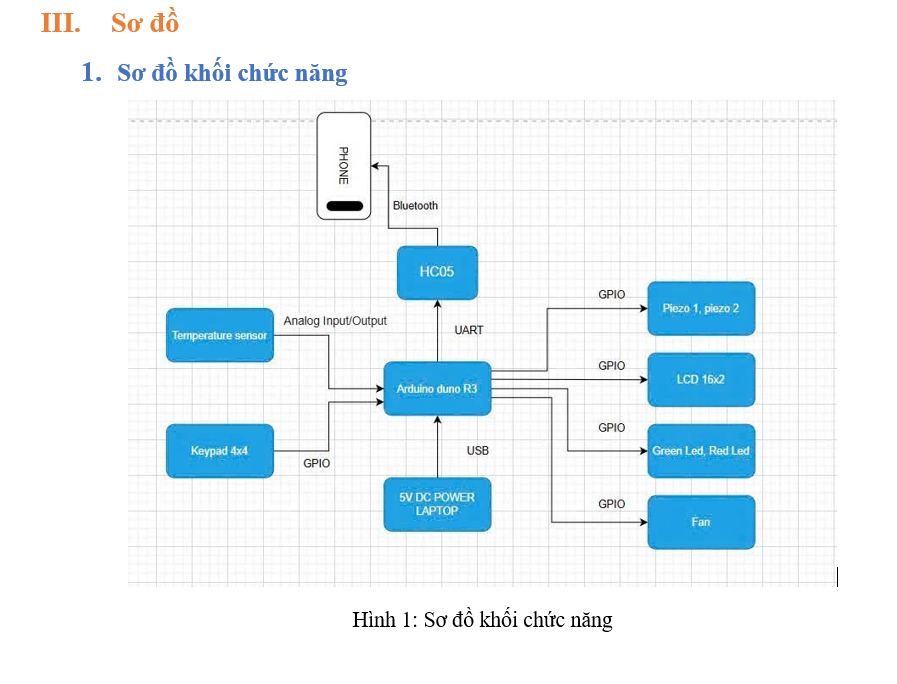 III. Sơ đồ
1. Sơ đồ khối chức năng
PHONE
Bluetooth
HC05
GPIO
Piezo 1, piezo 2
Temperature sensor
Analog Input/Output
UART
GPIO
LCD 16x2
Arduino duno R3
GPIO
Keypad 4x4
GPIO
USB
Green Led, Red Led
5V DC POWER
LAPTOP
GPIO
Fan
Hình 1: Sơ đồ khối chức năng